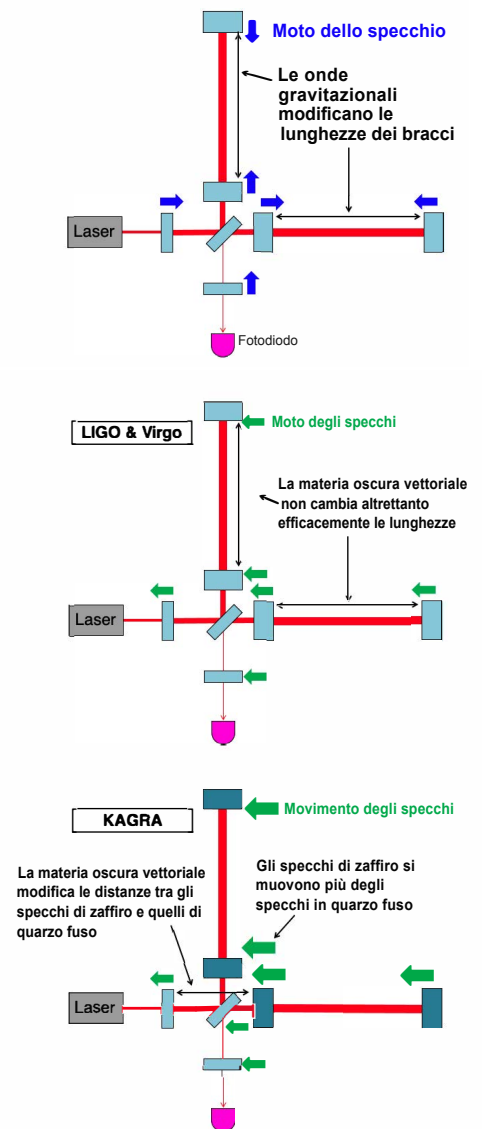 Moto dello specchio
Le onde
gravitazionali
modificano le
lunghezze dei bracci
Laser
Fotodiodo
LIGO & Virgo
Moto degli specchi
La materia oscura vettoriale
non cambia altrettanto
efficacemente le lunghezze
Laser
KAGRA
Movimento degli specchi
La materia oscura vettoriale
modifica le distanze tra gli
specchi di zaffiro e quelli di
quarzo fuso
Gli specchi di zaffiro si
muovono più degli
specchi in quarzo fuso
Laser